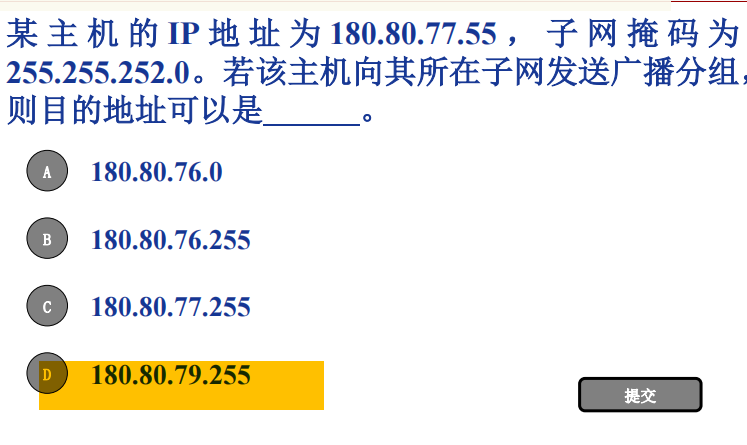 某主机的IP地址为180.80.77.55，子网掩码为
255.255.252.0。若该主机向其所在子网发送广播分组，
则目的地址可以是______。
A 180.80.76.0
B 180.80.76.255
C 180.80.77.255
D 180.80.79.255
提交